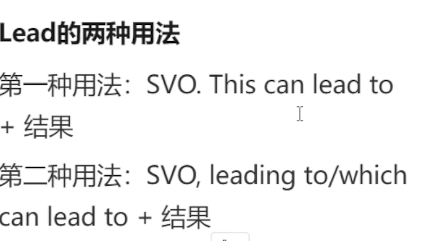 Lead的两种用法
第一种用法：SVO. This can lead to
+ 结果
第二种用法：SVO, leading to/which
can lead to + 结果